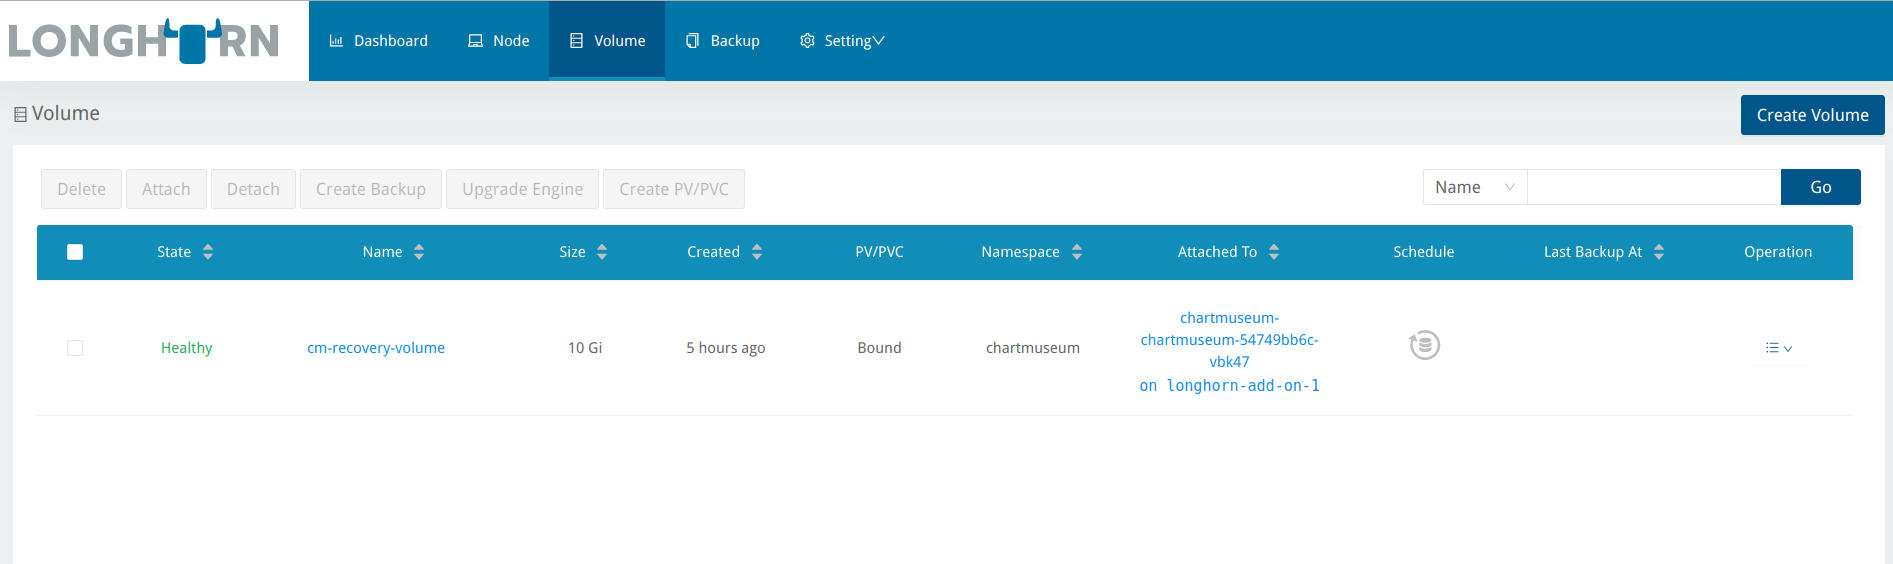 LONGHORN
Dashboard Node Volume Backup Setting
Volume
Create Volume
Delete Attach Detach Create Backup Upgrade Engine Create PV/PVC Name Go
State Name Size Created PV/PVC Namespace Attached To Schedule Last Backup At Operation
Healthy cm-recovery-volume 10 Gi 5 hours ago Bound chartmuseum
chartmuseum-
chartmuseum-54749bb6c-
vbk47
on longhorn-add-on-1